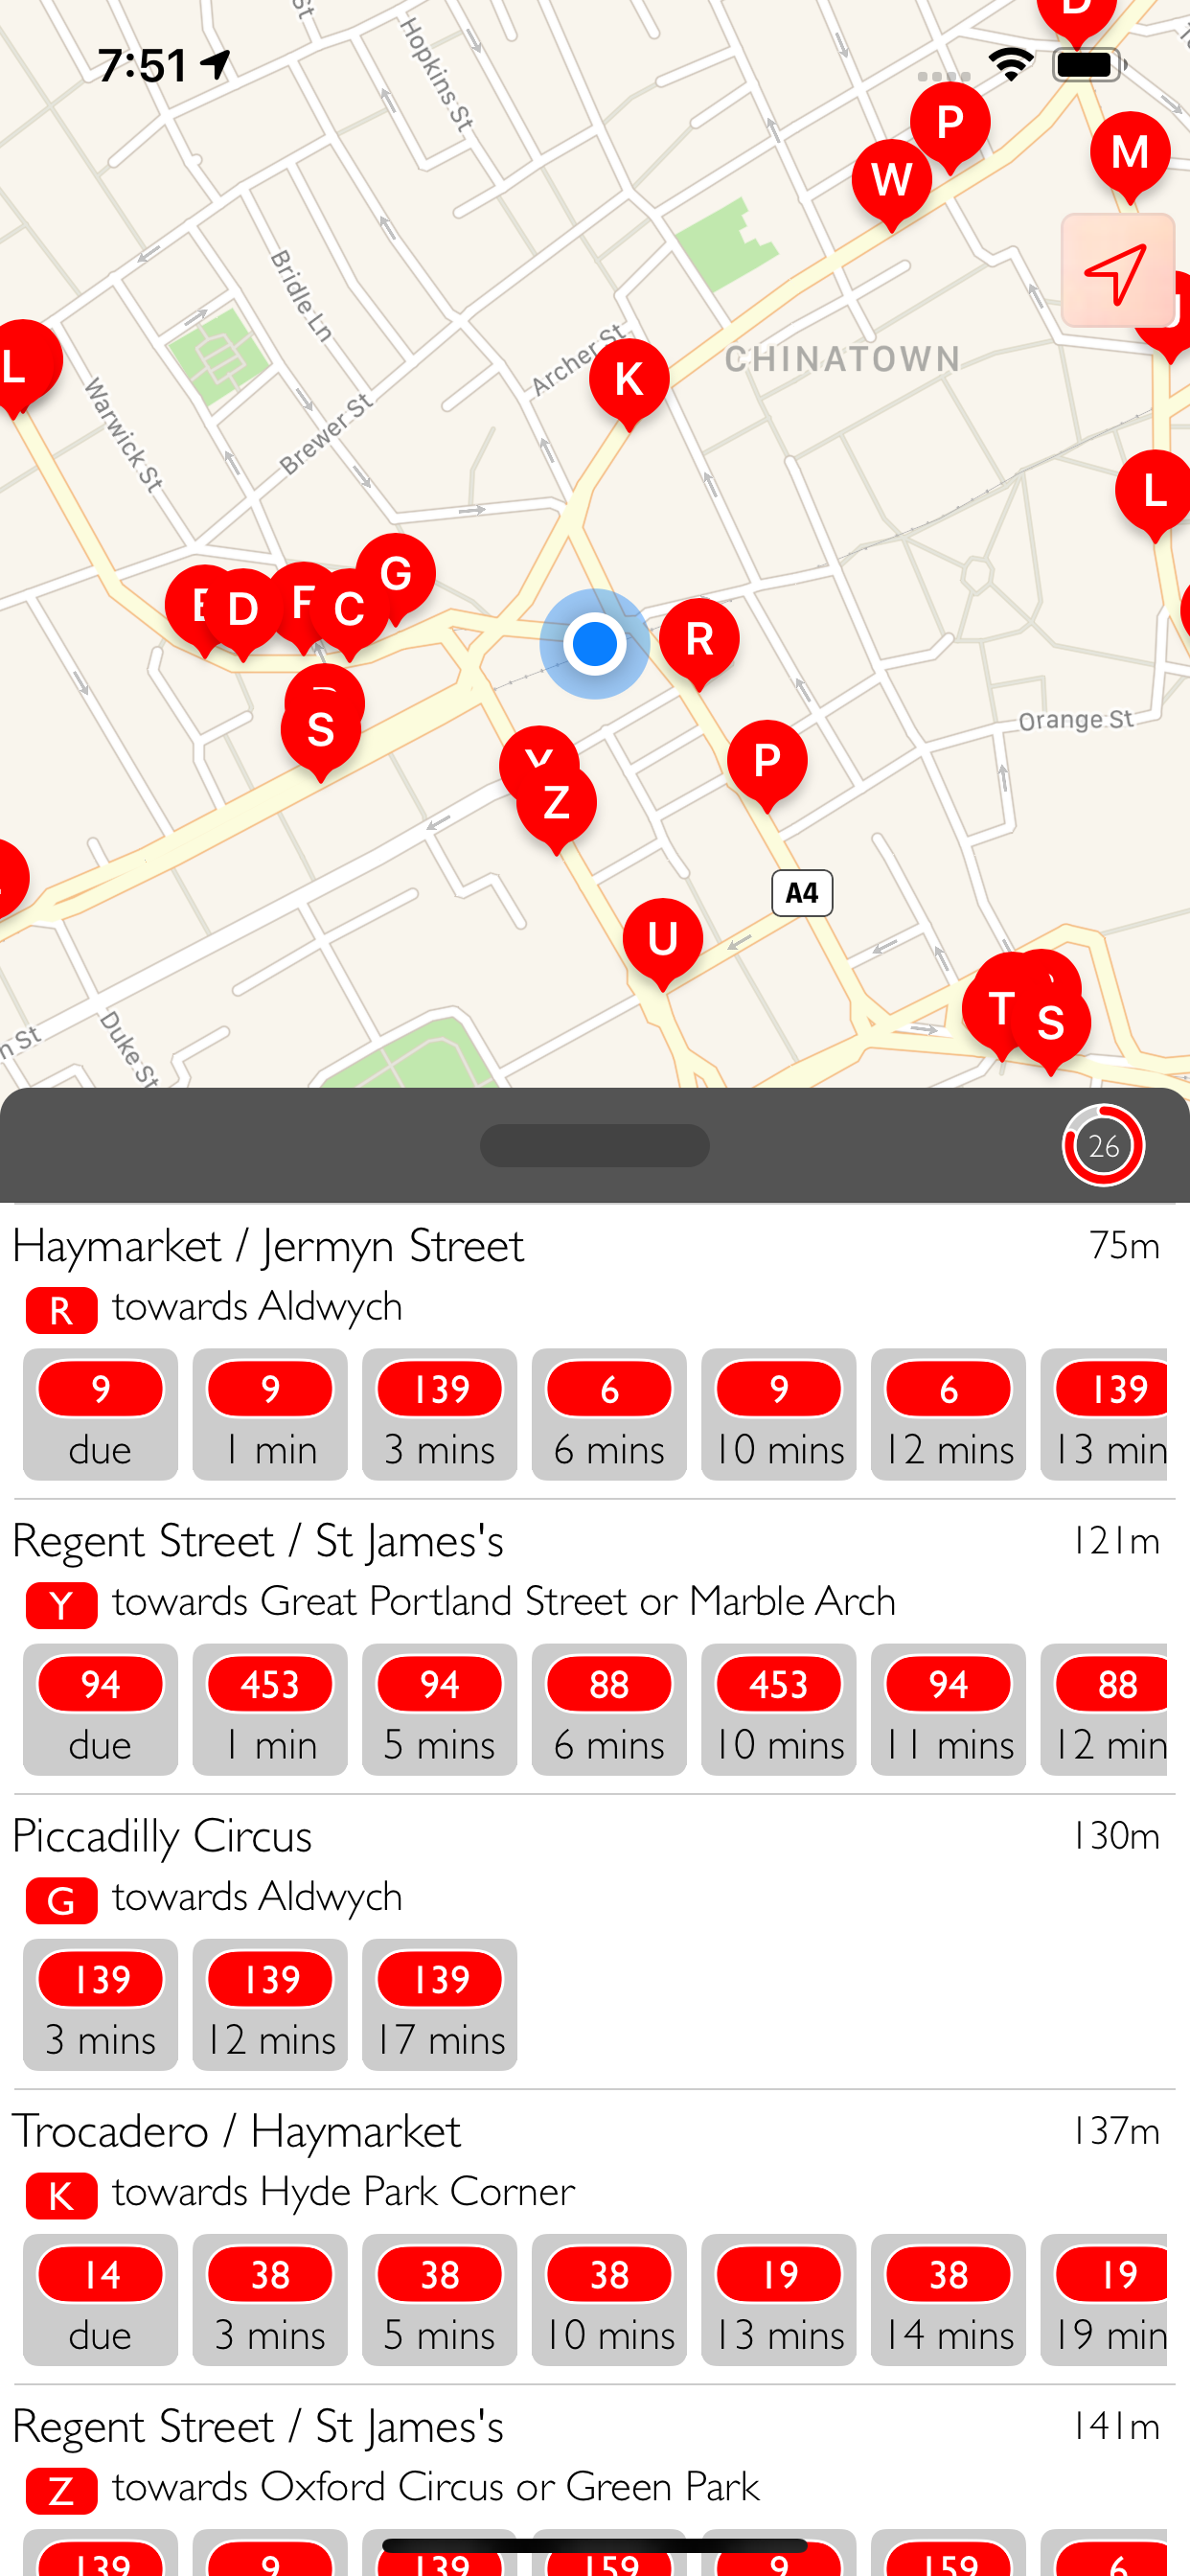 7:51
Hopkins St
D
P
W
M
Bridle Ln
Archer St
CHINATOWN
L
K
Warwick St
Brewer St
L
G
E
D
F
C
R
S
Orange St
Y
Z
P
A4
U
T
S
Duke St
26
Haymarket / Jermyn Street 75m
R towards Aldwych
9 9 139 6 9 6 139
due 1 min 3 mins 6 mins 10 mins 12 mins 13 min
Regent Street / St James's 121m
Y towards Great Portland Street or Marble Arch
94 453 94 88 453 94 88
due 1 min 5 mins 6 mins 10 mins 11 mins 12 min
Piccadilly Circus 130m
G towards Aldwych
139 139 139
3 mins 12 mins 17 mins
Trocadero / Haymarket 137m
K towards Hyde Park Corner
14 38 38 38 19 38 19
due 3 mins 5 mins 10 mins 13 mins 14 mins 19 min
Regent Street / St James's 141m
Z towards Oxford Circus or Green Park
139 9 139 159 9 159 6